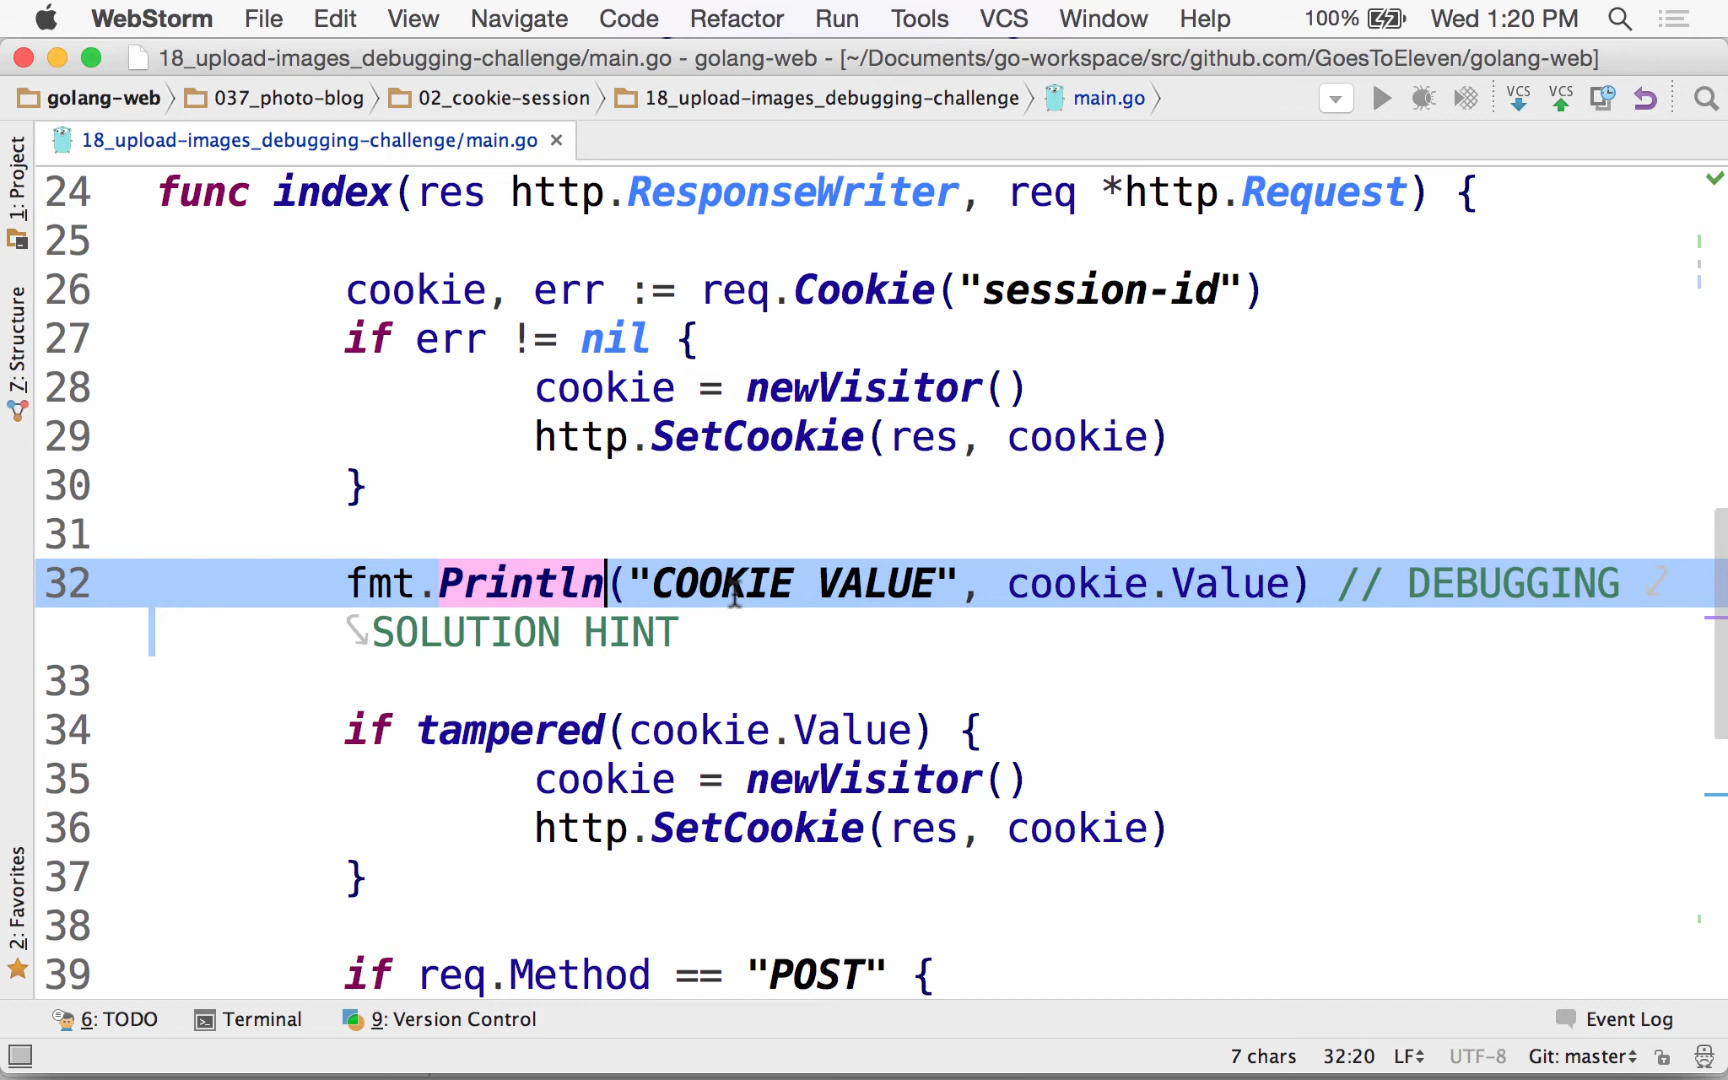 WebStorm File Edit View Navigate Code Refactor Run Tools VCS Window Help 100% Wed 1:20 PM
18_upload-images_debugging-challenge/main.go - golang-web - [~/Documents/go-workspace/src/github.com/GoesToEleven/golang-web]
golang-web 037_photo-blog 02_cookie-session 18_upload-images_debugging-challenge main.go VCS VCS
18_upload-images_debugging-challenge/main.go
1: Project
7: Structure
2: Favorites
24 func index(res http.ResponseWriter, req *http.Request) {
25
26 cookie, err := req.Cookie("session-id")
27 if err != nil {
28 cookie = newVisitor()
29 http.SetCookie(res, cookie)
30 }
31
32 fmt.Println("COOKIE VALUE", cookie.Value) // DEBUGGING
SOLUTION HINT
33
34 if tampered(cookie.Value) {
35 cookie = newVisitor()
36 http.SetCookie(res, cookie)
37 }
38
39 if req.Method == "POST" {
6: TODO Terminal 9: Version Control Event Log
7 chars 32:20 LF UTF-8 Git: master